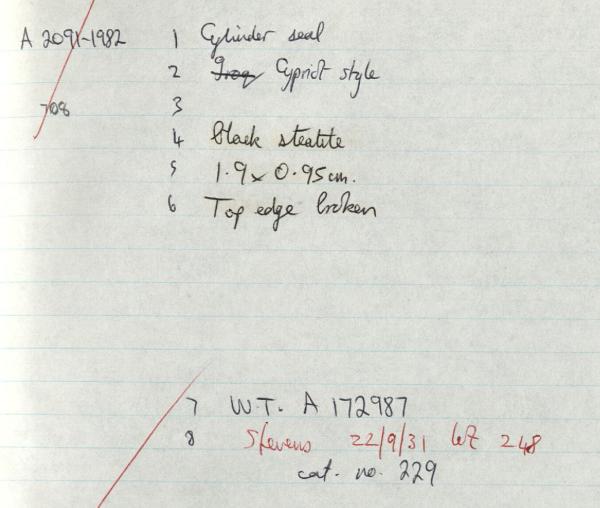 A 2091-1982 1 Cylinder seal
2 Iraq Cypriot style
708 3
4 black steatite
5 1.9 x 0.95 cm.
6 Top edge broken
7 W.T. A 172987
8 Stevens 22/9/31 lot 248
cat. no. 229